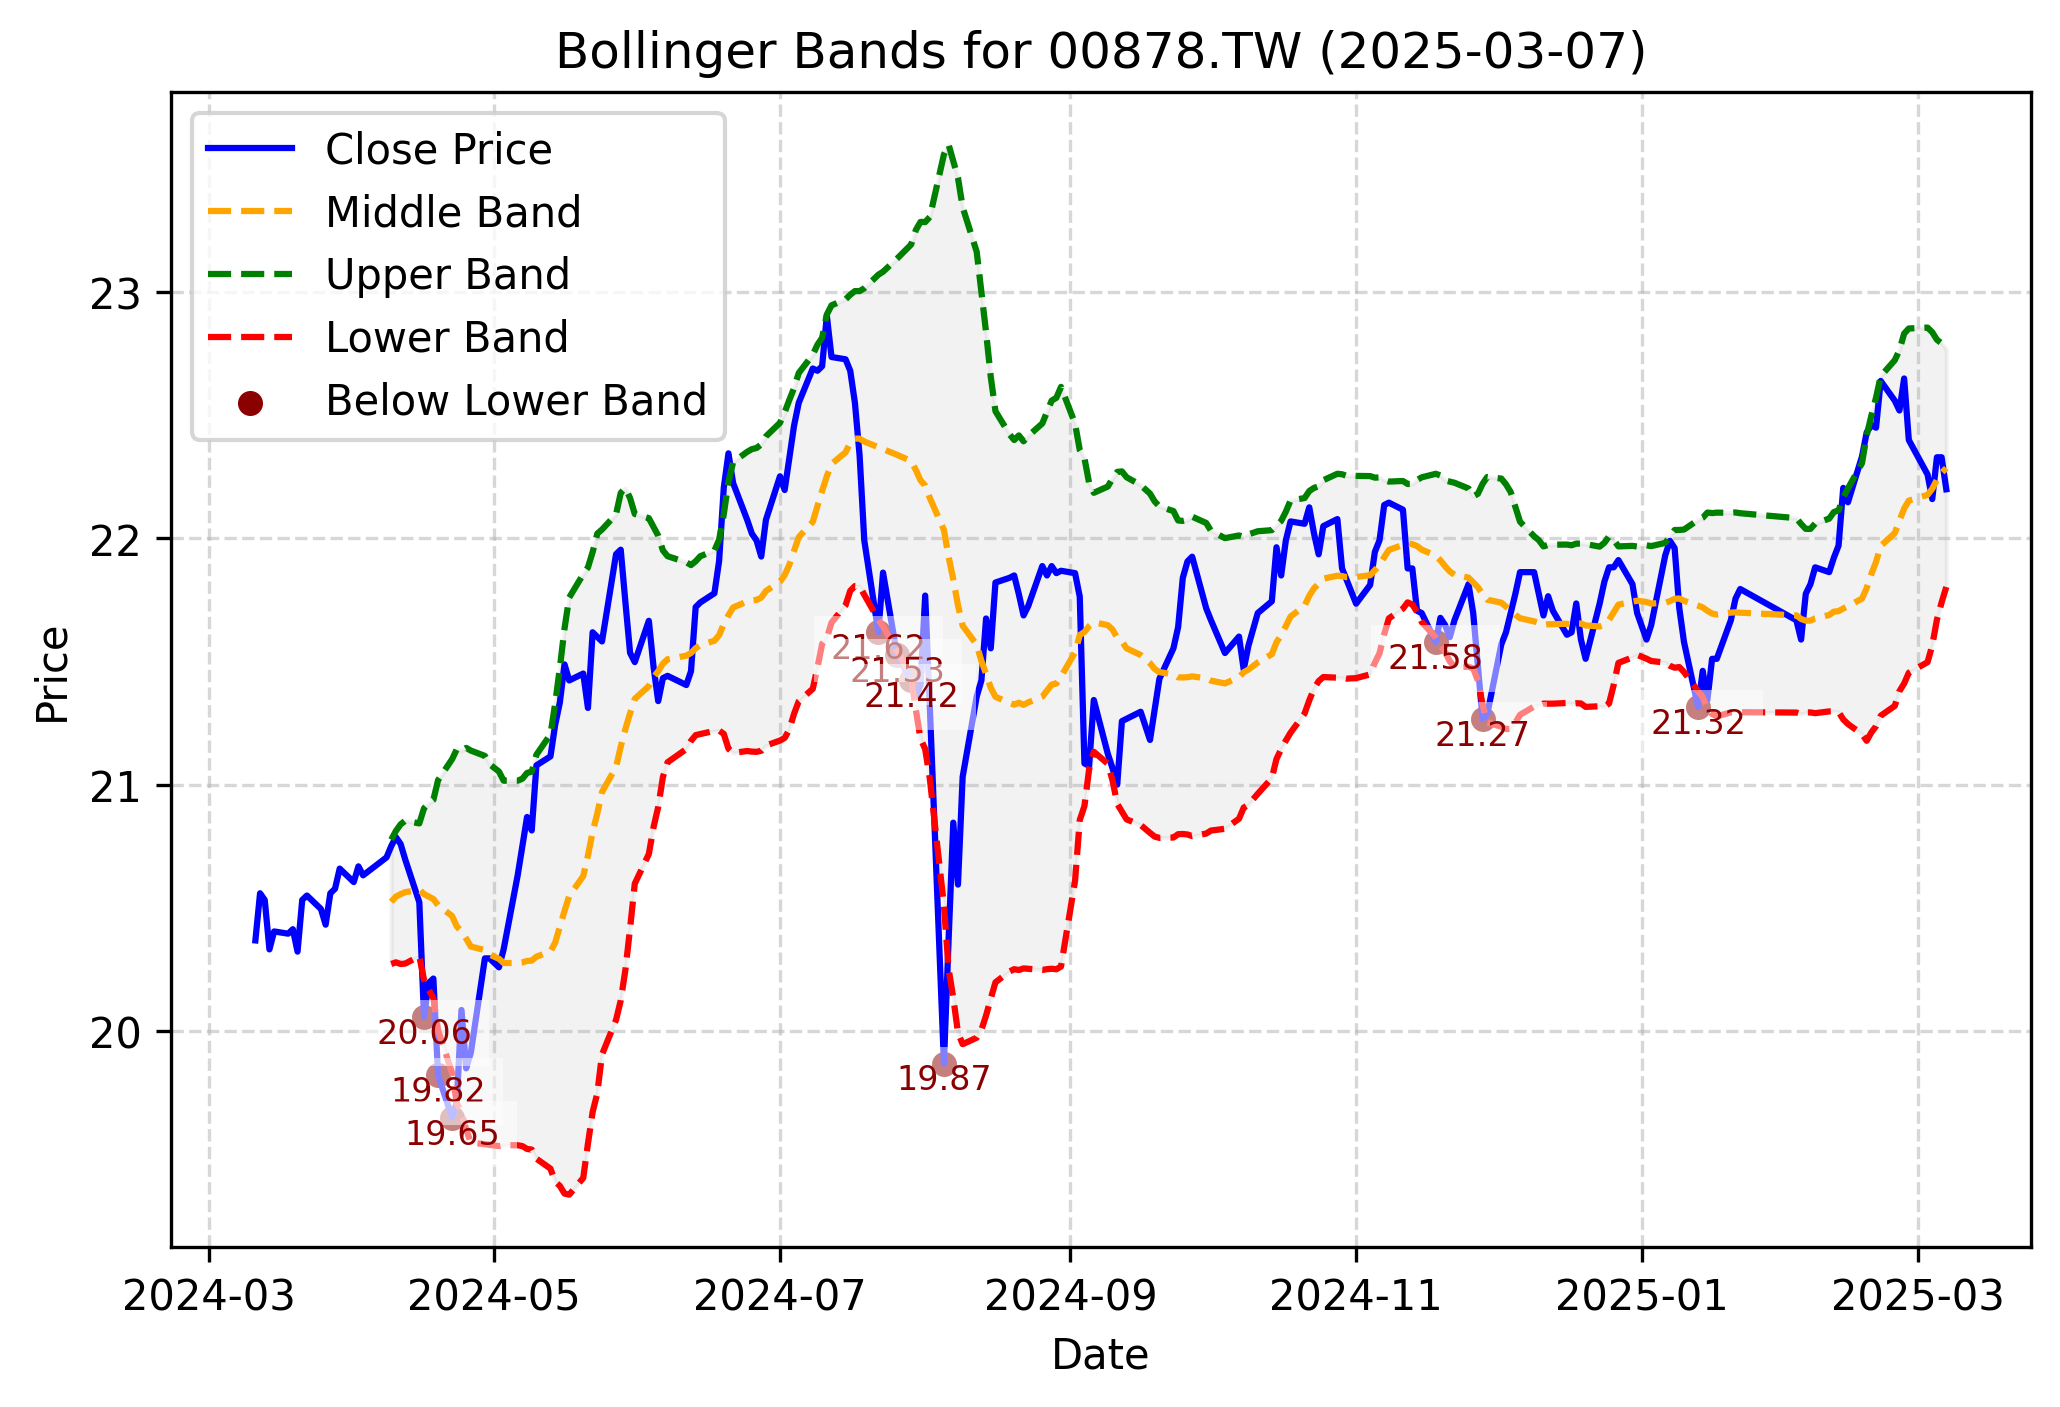 Bollinger Bands for 00878.TW (2025-03-07)
Close Price
Middle Band
Upper Band
Lower Band
Below Lower Band
Price
23
22
21
20
21.62
21.53
21.42
21.58
21.27
21.32
20.06
19.82
19.65
19.87
2024-03
2024-05
2024-07
2024-09
2024-11
2025-01
2025-03
Date